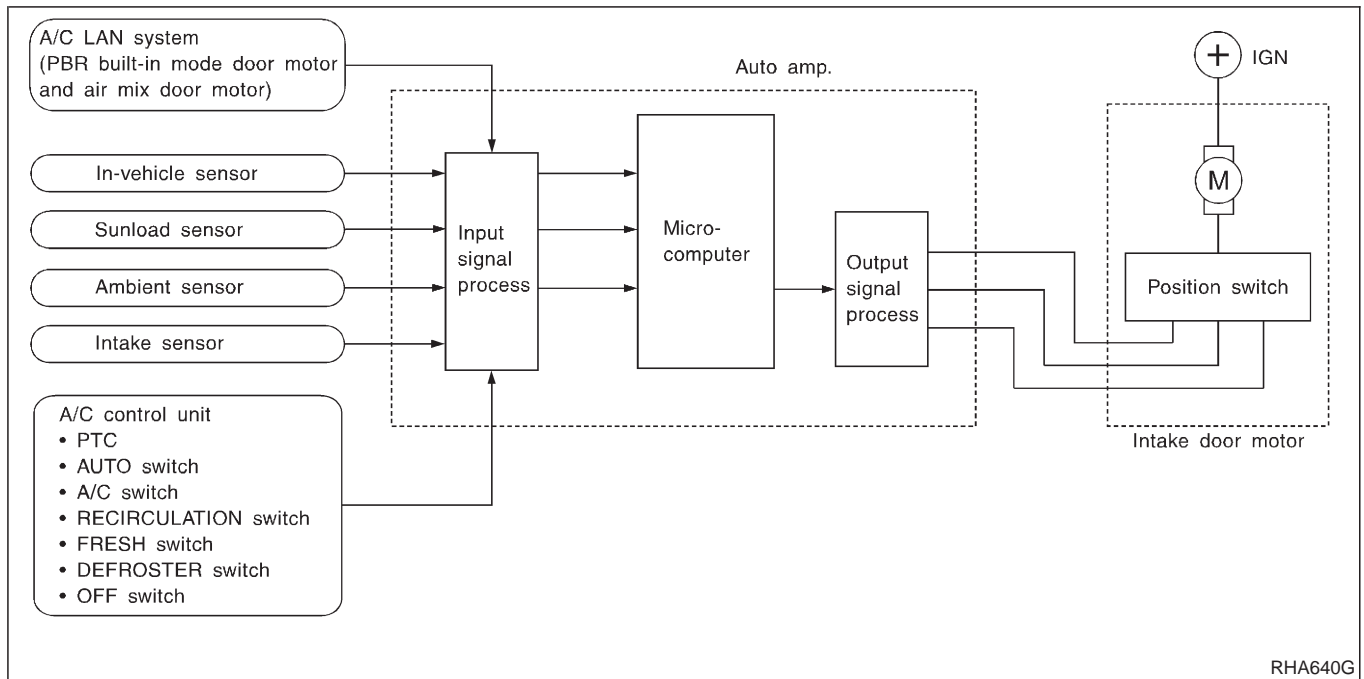 A/C LAN system
(PBR built-in mode door motor
and air mix door motor)
In-vehicle sensor
Sunload sensor
Ambient sensor
Intake sensor
A/C control unit
• PTC
• AUTO switch
• A/C switch
• RECIRCULATION switch
• FRESH switch
• DEFROSTER switch
• OFF switch
Auto amp.
Input
signal
process
Micro-
computer
Output
signal
process
+ IGN
M
Position switch
Intake door motor
RHA640G